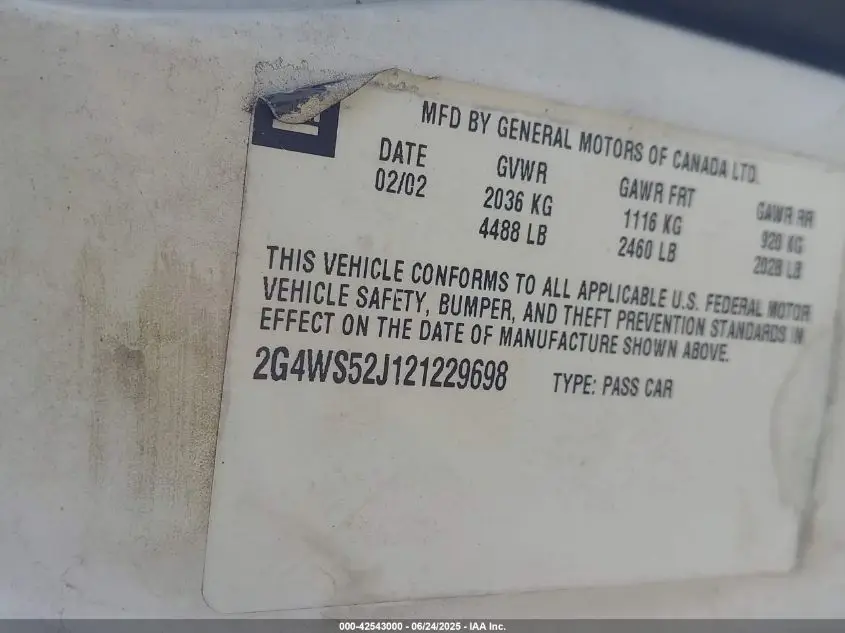 MFD BY GENERAL MOTORS OF CANADA LTD.
DATE GVWR GAWR FRT GAWR RR
02/02 2036 KG 1116 KG 920 KG
4488 LB 2460 LB 2028 LB
THIS VEHICLE CONFORMS TO ALL APPLICABLE U.S. FEDERAL MOTOR
VEHICLE SAFETY, BUMPER, AND THEFT PREVENTION STANDARDS IN
EFFECT ON THE DATE OF MANUFACTURE SHOWN ABOVE.
2G4WS52J121229698 TYPE: PASS CAR
000-42543000 - 06/24/2025 - IAA Inc.